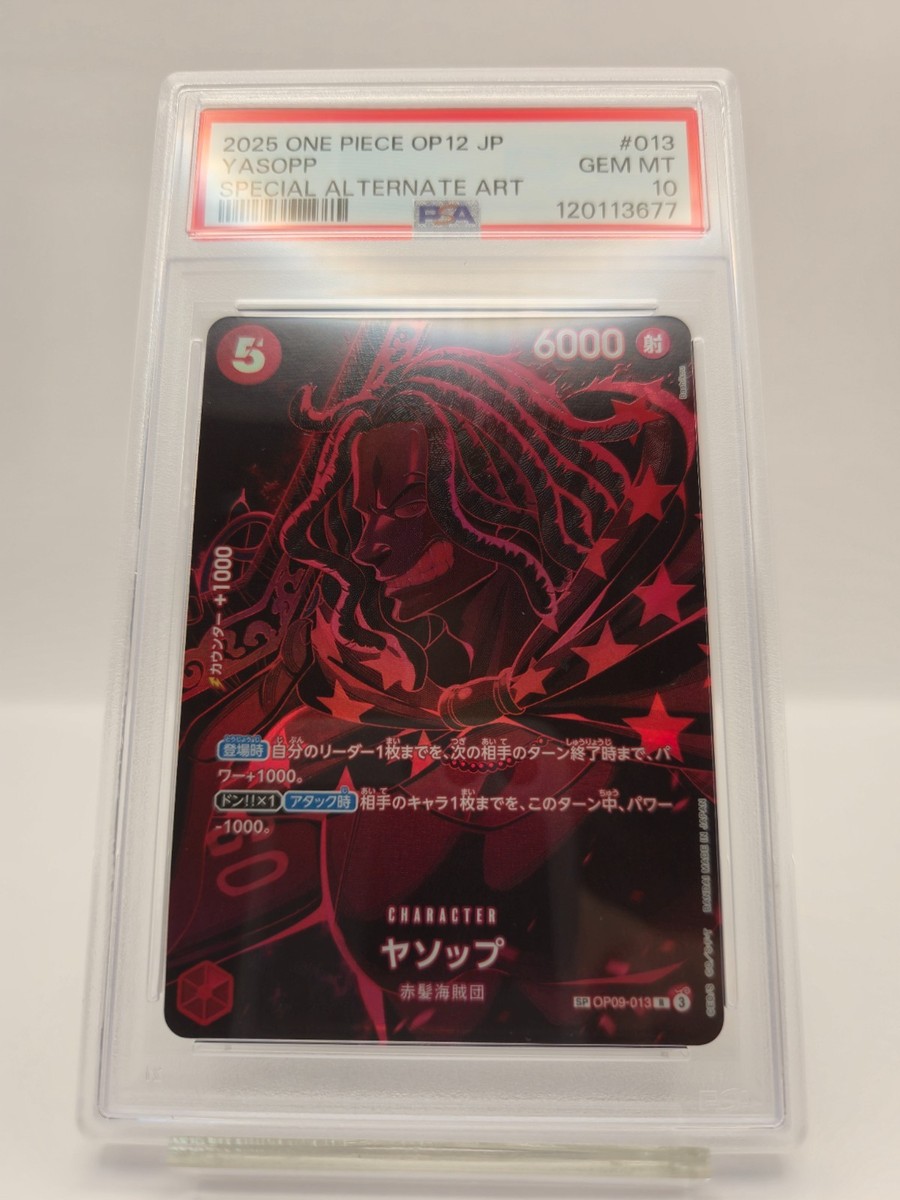 2025 ONE PIECE OP12 JP #013
YASOPP GEM MT
SPECIAL ALTERNATE ART 10
PSA 120113677
5 6000 射
カウンター +1000
登場時 自分のリーダー1枚までを、次の相手のターン終了時まで、パ
ワー+1000。
ドン!!×1 アタック時 相手のキャラ1枚までを、このターン中、パワー
-1000。
CHARACTER
ヤソップ
赤髪海賊団
SP OP09-013 R 3
BANDAI MADE IN JAPAN